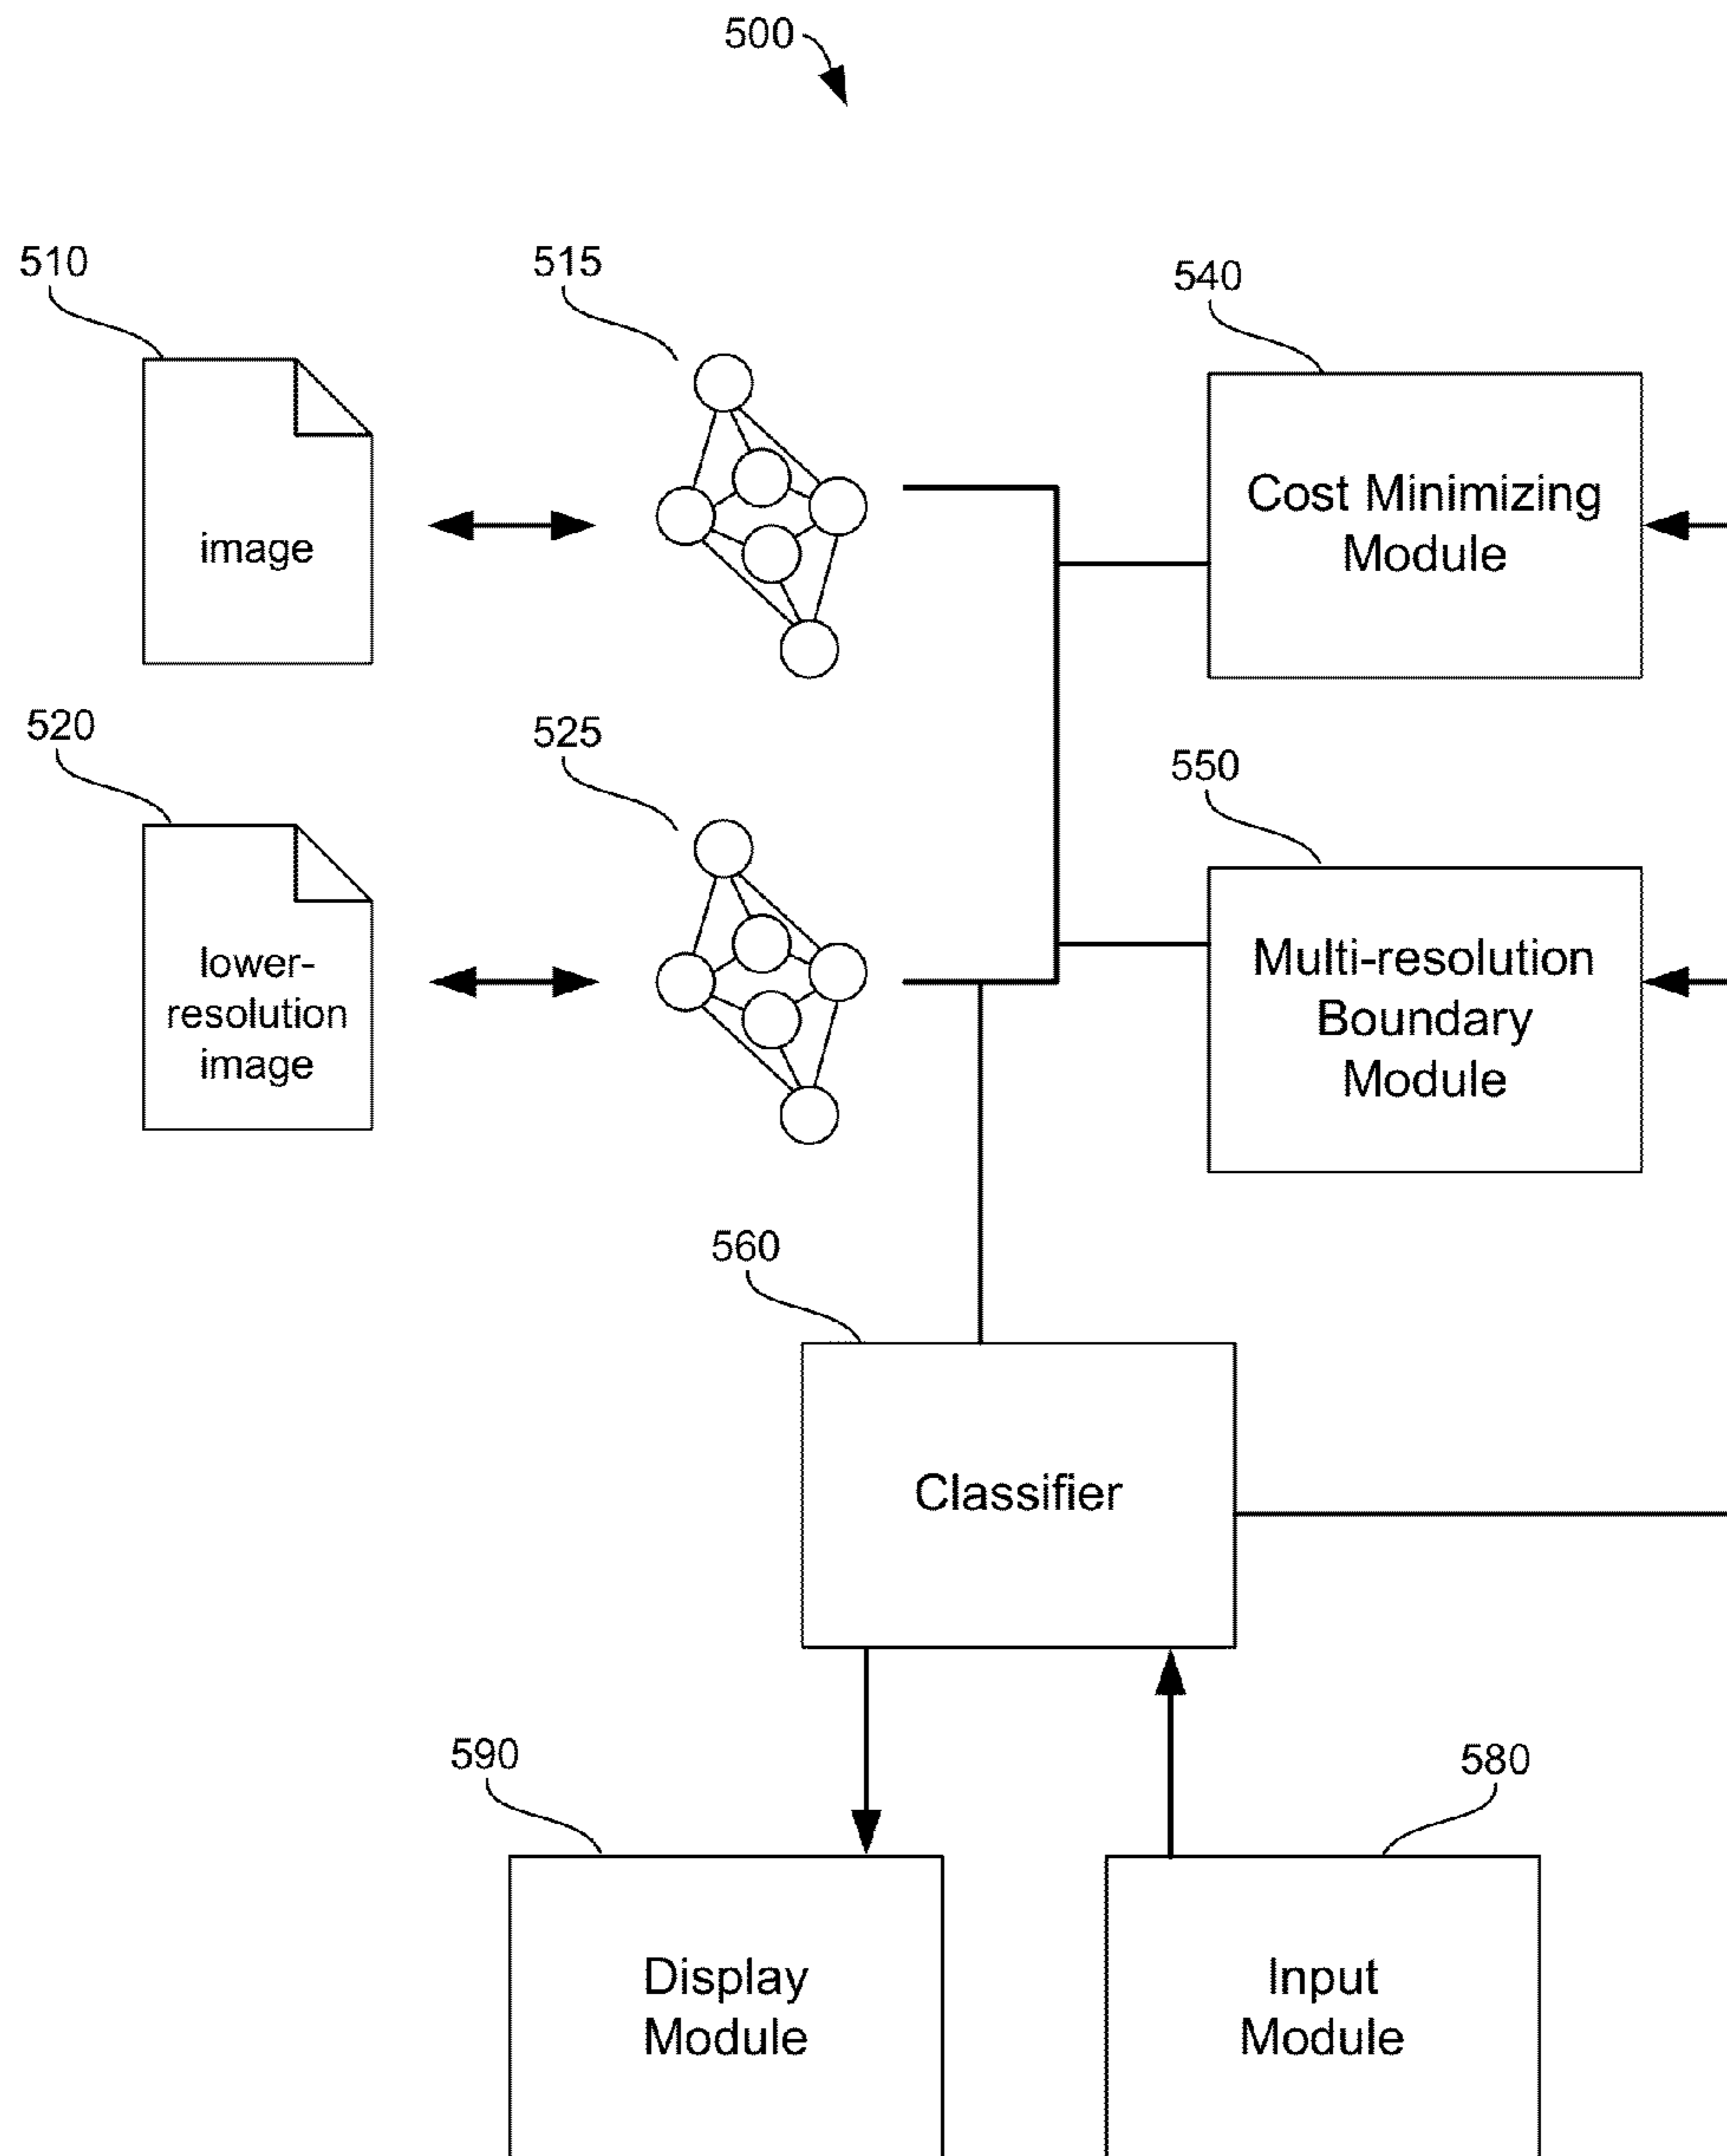 500
510
515
540
image
Cost Minimizing
Module
520
525
550
lower-
resolution
image
Multi-resolution
Boundary
Module
560
Classifier
590
580
Display
Module
Input
Module